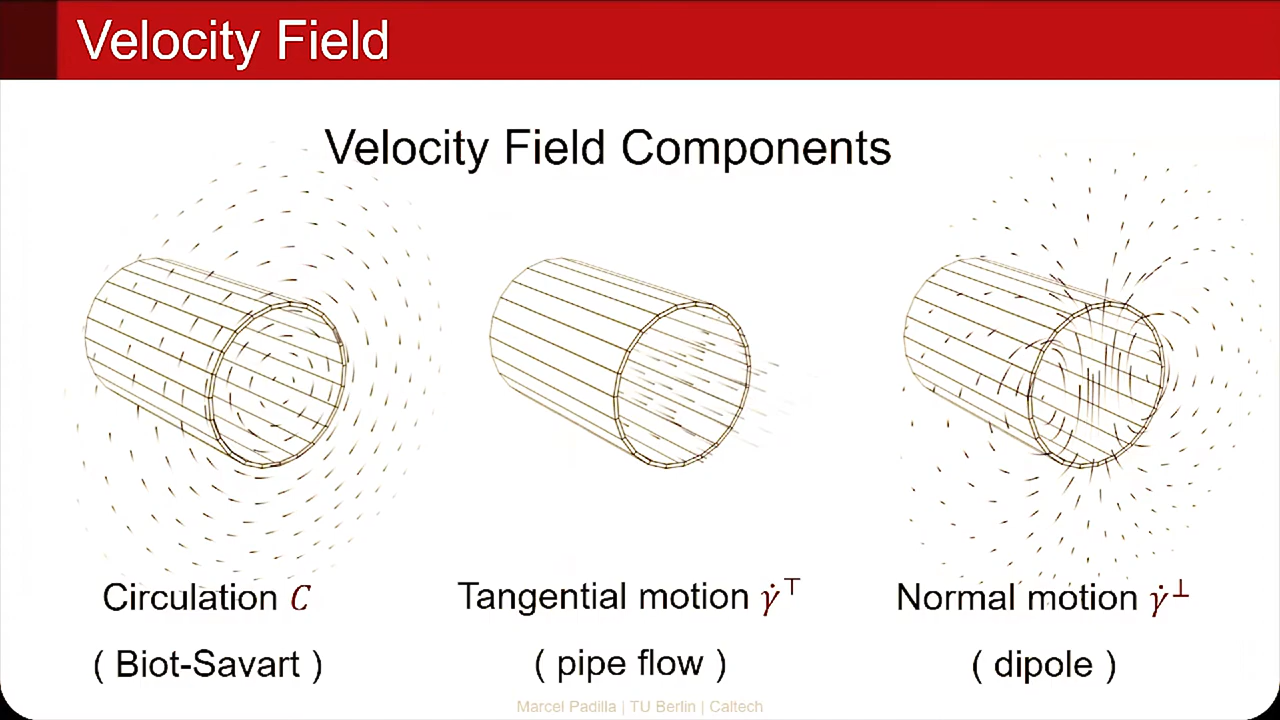 Velocity Field
Velocity Field Components
Circulation C
Tangential motion γ̇⊤
Normal motion γ̇⊥
( Biot-Savart )
( pipe flow )
( dipole )
Marcel Padilla | TU Berlin | Caltech